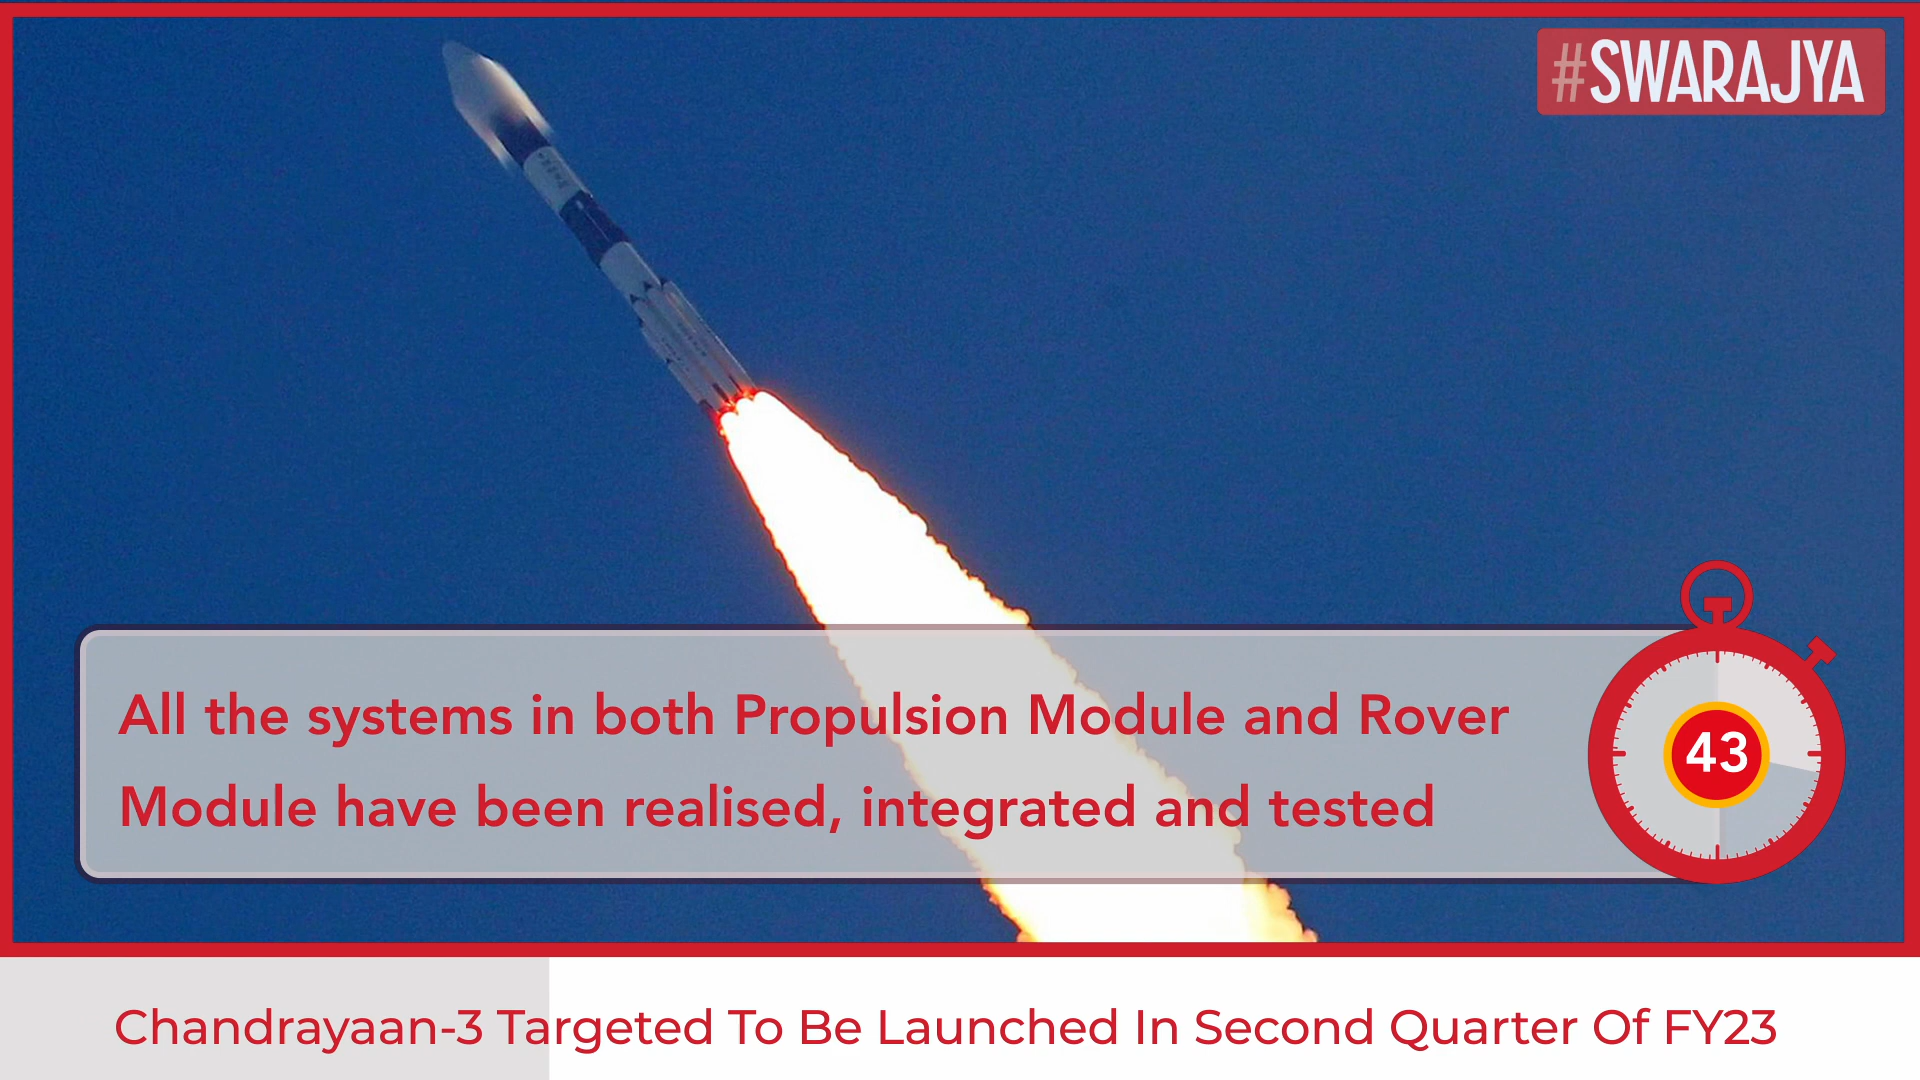 #SWARAJYA
All the systems in both Propulsion Module and Rover
Module have been realised, integrated and tested
43
Chandrayaan-3 Targeted To Be Launched In Second Quarter Of FY23